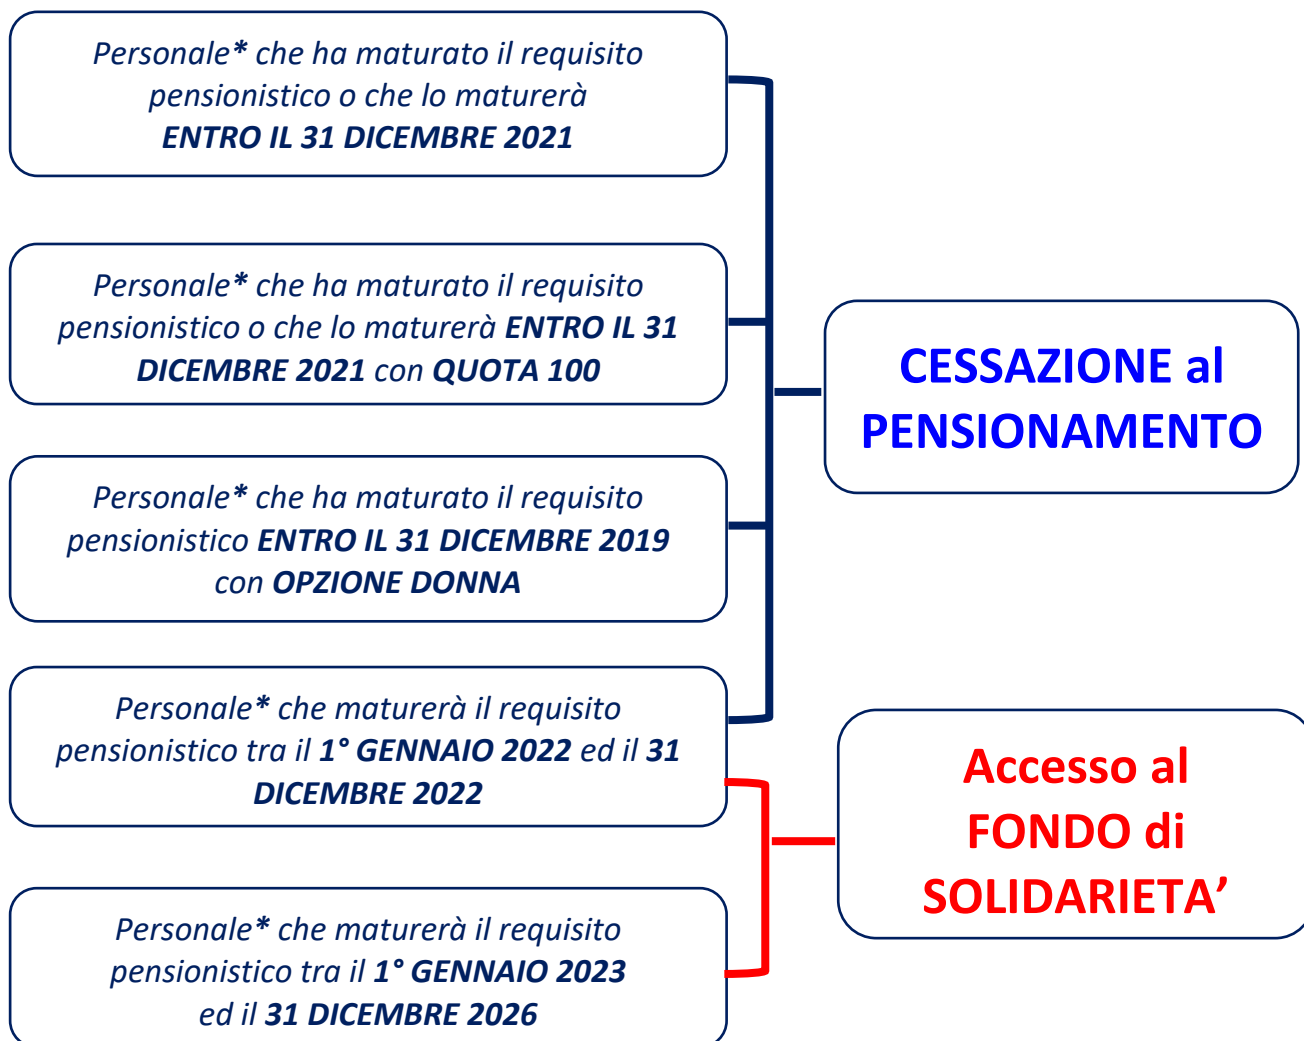 Personale* che ha maturato il requisito
pensionistico o che lo maturerà
ENTRO IL 31 DICEMBRE 2021
Personale* che ha maturato il requisito
pensionistico o che lo maturerà ENTRO IL 31
DICEMBRE 2021 con QUOTA 100
Personale* che ha maturato il requisito
pensionistico ENTRO IL 31 DICEMBRE 2019
con OPZIONE DONNA
Personale* che maturerà il requisito
pensionistico tra il 1° GENNAIO 2022 ed il 31
DICEMBRE 2022
Personale* che maturerà il requisito
pensionistico tra il 1° GENNAIO 2023
ed il 31 DICEMBRE 2026
CESSAZIONE al
PENSIONAMENTO
Accesso al
FONDO di
SOLIDARIETA’